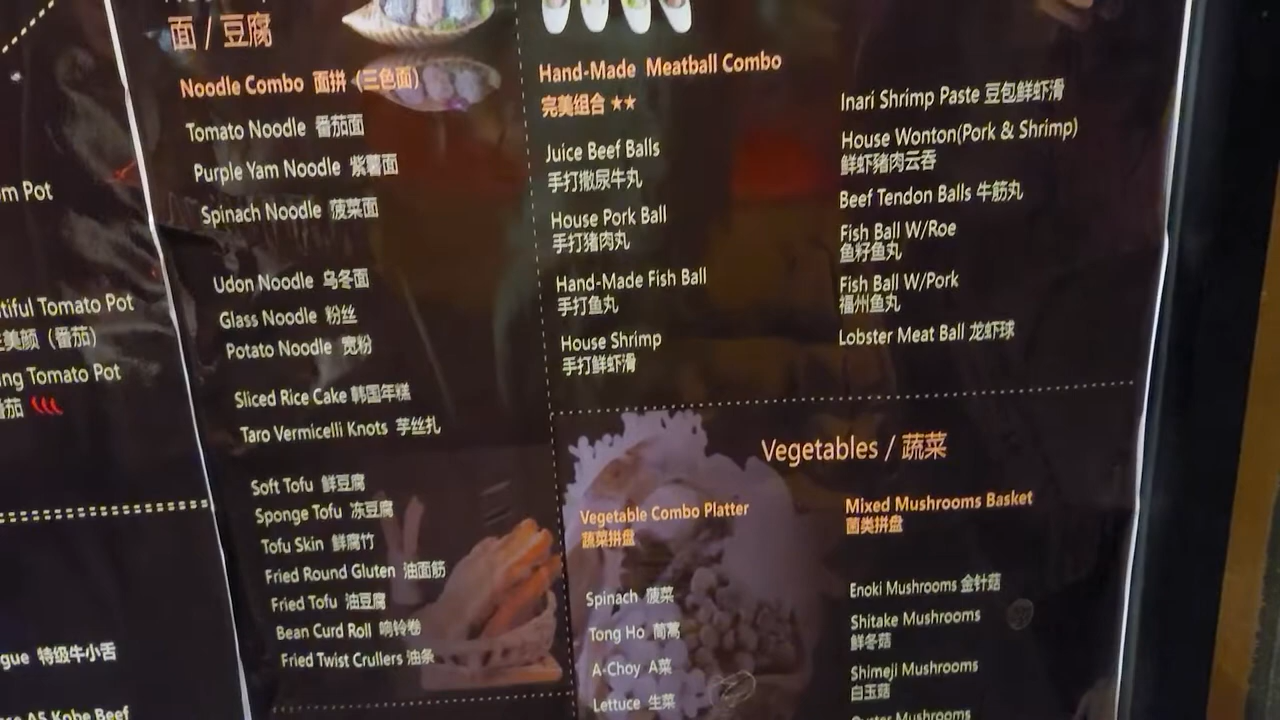 om Pot
tiful Tomato Pot
美颜（番茄）
ng Tomato Pot
番茄
gue 特级牛小舌
A5 Kobe Beef
面 / 豆腐
Noodle Combo 面拼（三色面）
Tomato Noodle 番茄面
Purple Yam Noodle 紫薯面
Spinach Noodle 菠菜面
Udon Noodle 乌冬面
Glass Noodle 粉丝
Potato Noodle 宽粉
Sliced Rice Cake 韩国年糕
Taro Vermicelli Knots 芋丝扎
Soft Tofu 鲜豆腐
Sponge Tofu 冻豆腐
Tofu Skin 鲜腐竹
Fried Round Gluten 油面筋
Fried Tofu 油豆腐
Bean Curd Roll 响铃卷
Fried Twist Crullers 油条
Hand-Made Meatball Combo
完美组合 ★★
Juice Beef Balls
手打撒尿牛丸
House Pork Ball
手打猪肉丸
Hand-Made Fish Ball
手打鱼丸
House Shrimp
手打鲜虾滑
Inari Shrimp Paste 豆包鲜虾滑
House Wonton(Pork & Shrimp)
鲜虾猪肉云吞
Beef Tendon Balls 牛筋丸
Fish Ball W/Roe
鱼籽鱼丸
Fish Ball W/Pork
福州鱼丸
Lobster Meat Ball 龙虾球
Vegetables / 蔬菜
Vegetable Combo Platter
蔬菜拼盘
Spinach 菠菜
Tong Ho 茼蒿
A-Choy A菜
Lettuce 生菜
Mixed Mushrooms Basket
菌类拼盘
Enoki Mushrooms 金针菇
Shitake Mushrooms
鲜冬菇
Shimeji Mushrooms
白玉菇
Oyster Mushrooms